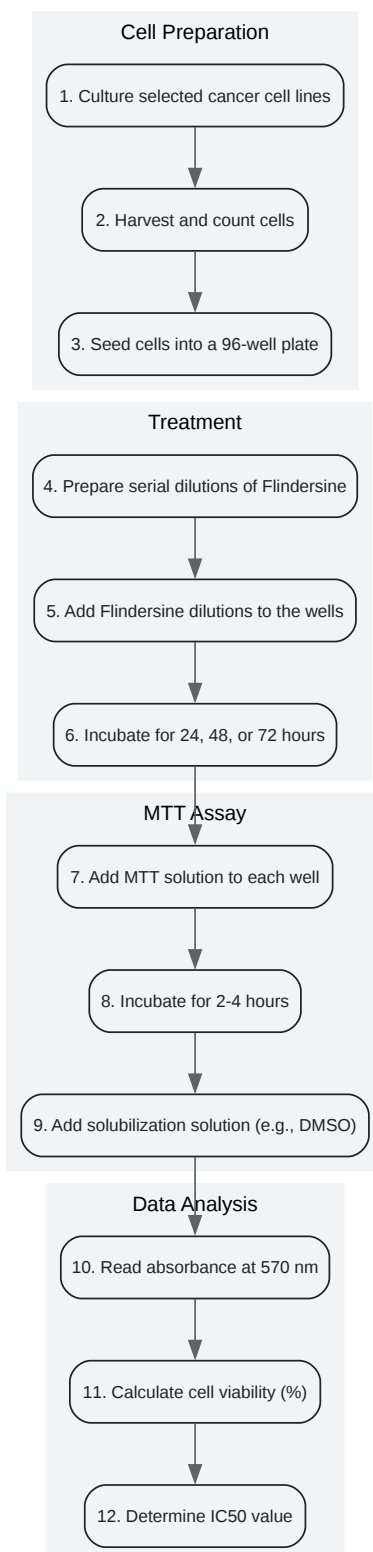 Cell Preparation
1. Culture selected cancer cell lines
2. Harvest and count cells
3. Seed cells into a 96-well plate
Treatment
4. Prepare serial dilutions of Flindersine
5. Add Flindersine dilutions to the wells
6. Incubate for 24, 48, or 72 hours
MTT Assay
7. Add MTT solution to each well
8. Incubate for 2-4 hours
9. Add solubilization solution (e.g., DMSO)
Data Analysis
10. Read absorbance at 570 nm
11. Calculate cell viability (%)
12. Determine IC50 value